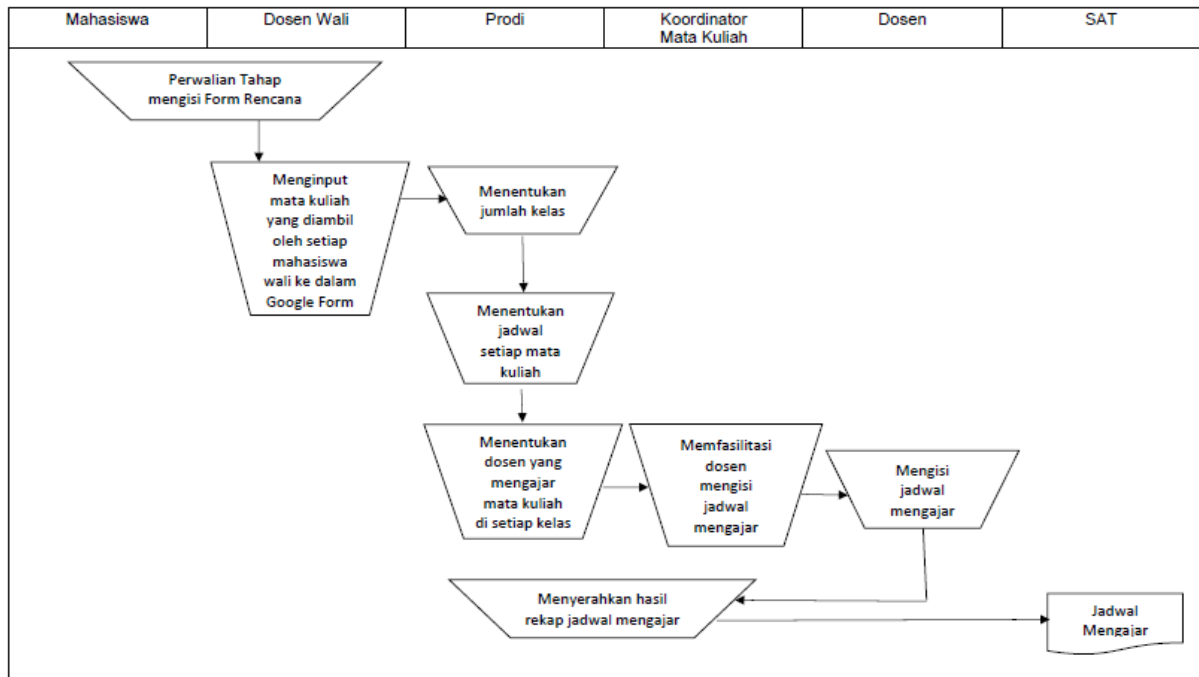 Mahasiswa
Dosen Wali
Prodi
Koordinator
Mata Kuliah
Dosen
SAT
Perwalian Tahap
mengisi Form Rencana
Menginput
mata kuliah
yang diambil
oleh setiap
mahasiswa
wali ke dalam
Google Form
Menentukan
jumlah kelas
Menentukan
jadwal
setiap mata
kuliah
Menentukan
dosen yang
mengajar
mata kuliah
di setiap kelas
Memfasilitasi
dosen
mengisi
jadwal
mengajar
Mengisi
jadwal
mengajar
Menyerahkan hasil
rekap jadwal mengajar
Jadwal
Mengajar